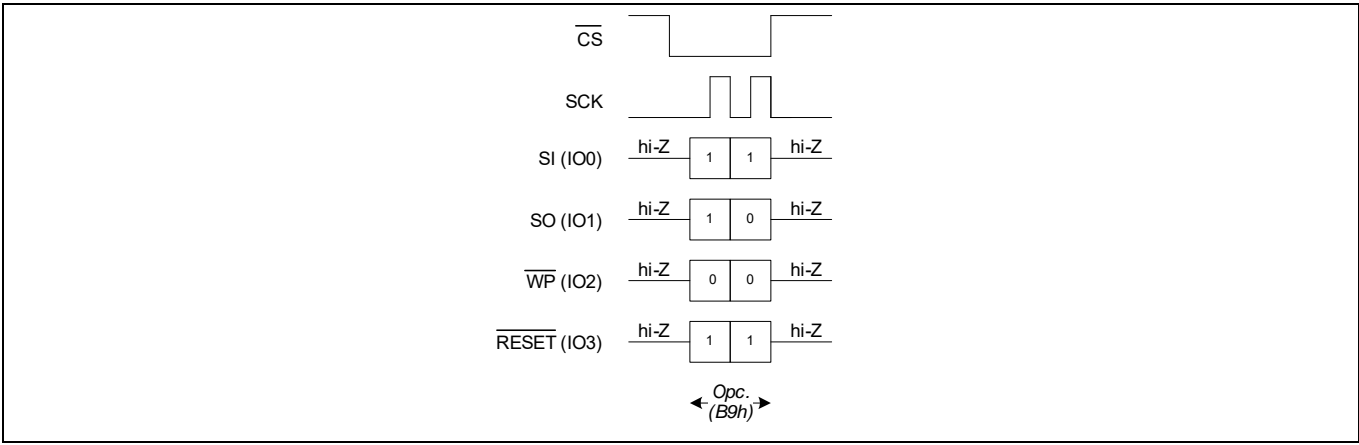 CS
SCK
SI (IO0) hi-Z 1 1 hi-Z
SO (IO1) hi-Z 1 0 hi-Z
WP (IO2) hi-Z 0 0 hi-Z
RESET (IO3) hi-Z 1 1 hi-Z
Opc.
(B9h)